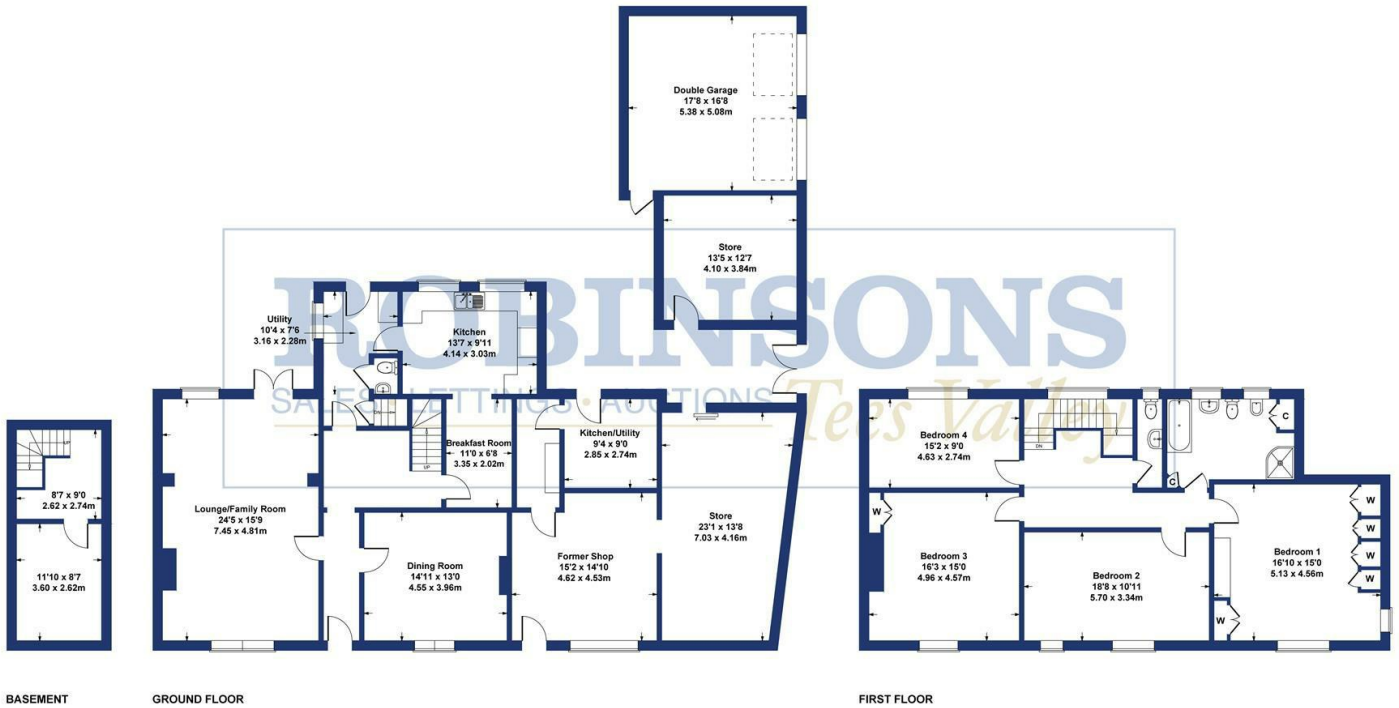 Double Garage
17'8 x 16'8
5.38 x 5.08m
Store
13'5 x 12'7
4.10 x 3.84m
ROBINSONS
SALES · LETTINGS · AUCTIONS
Tees Valley
Utility
10'4 x 7'6
3.16 x 2.28m
Kitchen
13'7 x 9'11
4.14 x 3.03m
Kitchen/Utility
9'4 x 9'0
2.85 x 2.74m
Breakfast Room
11'0 x 6'8
3.35 x 2.02m
UP
DN
Lounge/Family Room
24'5 x 15'9
7.45 x 4.81m
Dining Room
14'11 x 13'0
4.55 x 3.96m
Former Shop
15'2 x 14'10
4.62 x 4.53m
Store
23'1 x 13'8
7.03 x 4.16m
UP
8'7 x 9'0
2.62 x 2.74m
11'10 x 8'7
3.60 x 2.62m
Bedroom 4
15'2 x 9'0
4.63 x 2.74m
DN
C
C
Bedroom 3
16'3 x 15'0
4.96 x 4.57m
W
Bedroom 2
18'8 x 10'11
5.70 x 3.34m
Bedroom 1
16'10 x 15'0
5.13 x 4.56m
W
W
W
W
W
BASEMENT
GROUND FLOOR
FIRST FLOOR